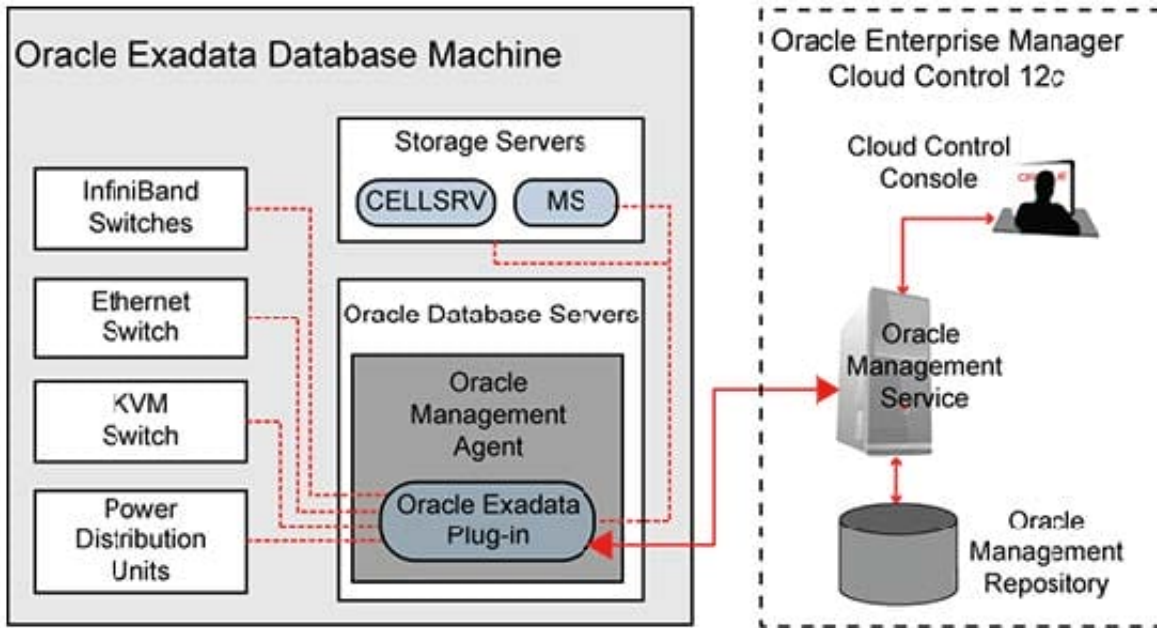 Oracle Exadata Database Machine
InfiniBand
Switches
Ethernet
Switch
KVM
Switch
Power
Distribution
Units
Storage Servers
CELLSRV
MS
Oracle Database Servers
Oracle
Management
Agent
Oracle Exadata
Plug-in
Oracle Enterprise Manager
Cloud Control 12c
Cloud Control
Console
Oracle
Management
Service
Oracle
Management
Repository